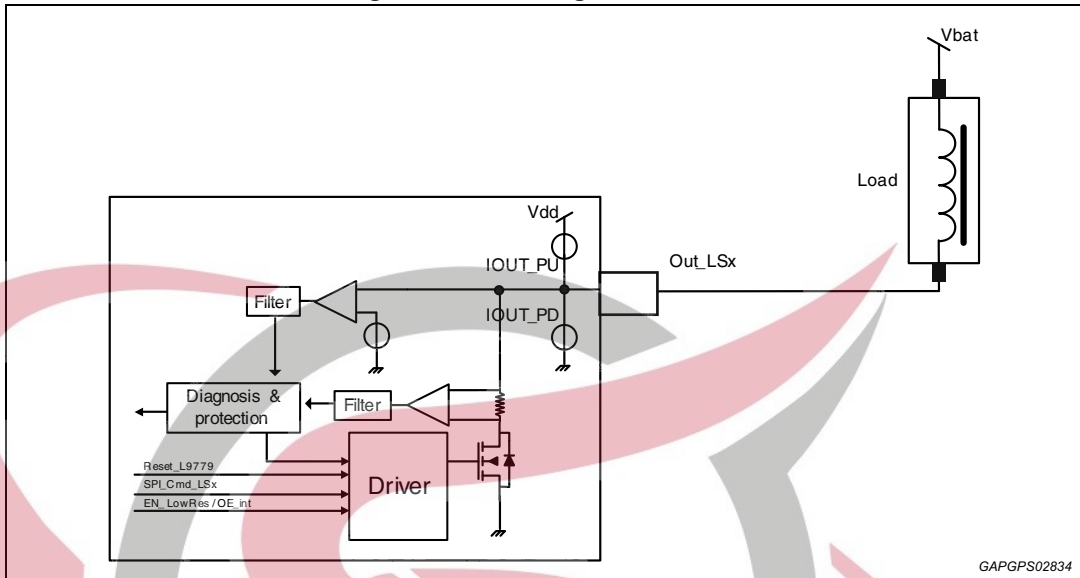 Vbat
Load
Vdd
IOUT_PU
Out_LSx
Filter
IOUT_PD
Diagnosis &
protection
Filter
Reset_L9779
SPI_Cmd_LSx
EN_LowRes / OE_int
Driver
GAPGPS02834